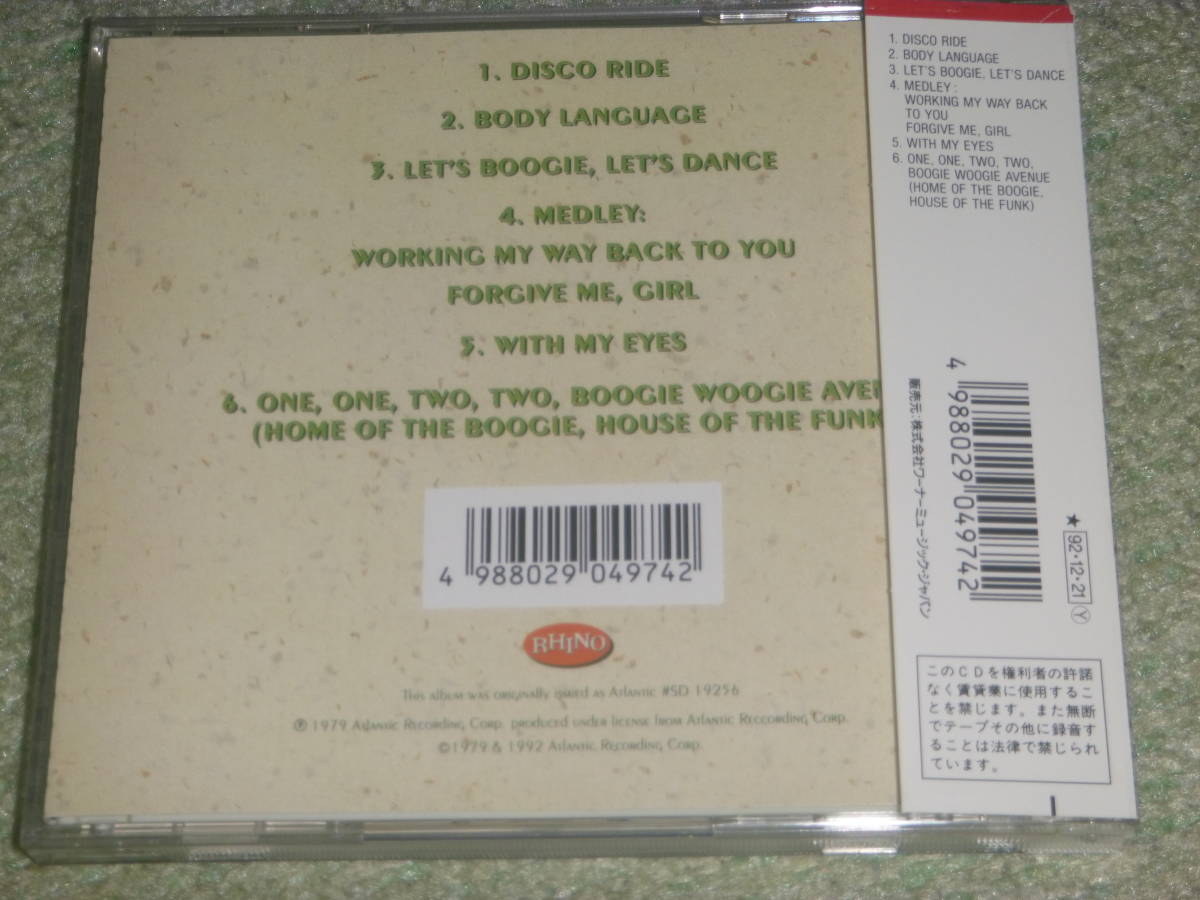 1. DISCO RIDE
2. BODY LANGUAGE
3. LET'S BOOGIE, LET'S DANCE
4. MEDLEY:
WORKING MY WAY BACK TO YOU
FORGIVE ME, GIRL
5. WITH MY EYES
6. ONE, ONE, TWO, TWO, BOOGIE WOOGIE AVEN
(HOME OF THE BOOGIE, HOUSE OF THE FUNK
4 988029 049742
RHINO
This album was originally issued as Atlantic #SD 19256
℗ 1979 Atlantic Recording Corp. produced under license from Atlantic Reccording Corp.
©1979 & 1992 Atlantic Recording Corp.
1. DISCO RIDE
2. BODY LANGUAGE
3. LET'S BOOGIE, LET'S DANCE
4. MEDLEY:
WORKING MY WAY BACK
TO YOU
FORGIVE ME, GIRL
5. WITH MY EYES
6. ONE, ONE, TWO, TWO,
BOOGIE WOOGIE AVENUE
(HOME OF THE BOOGIE,
HOUSE OF THE FUNK)
4 988029 049742
販売元:株式会社ワーナーミュージック・ジャパン
★ 92・12・21 Ⓨ
このCDを権利者の許諾
なく賃貸業に使用するこ
とを禁じます。また無断
でテープその他に録音す
ることは法律で禁じられ
ています。